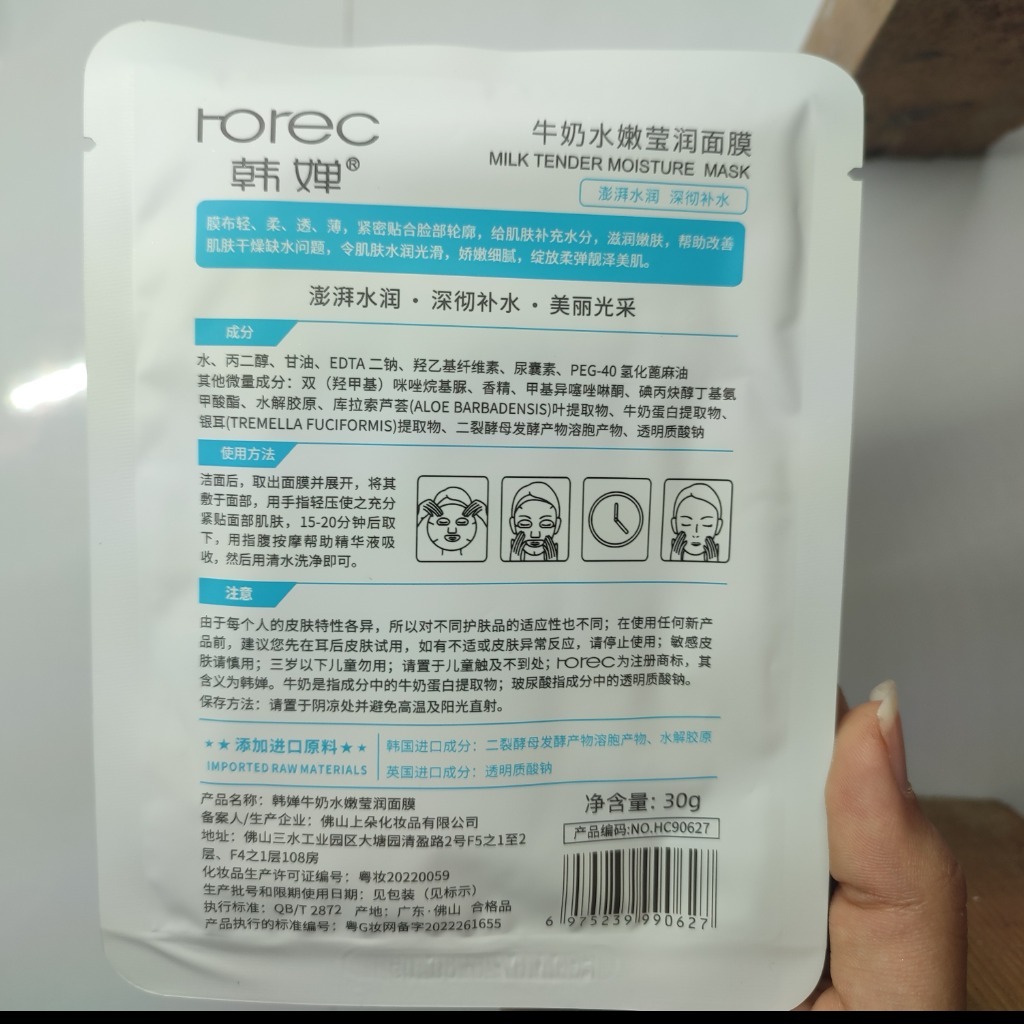 Horec
韩婵®
牛奶水嫩莹润面膜
MILK TENDER MOISTURE MASK
澎湃水润 深彻补水
膜布轻、柔、透、薄，紧密贴合脸部轮廓，给肌肤补充水分，滋润嫩肤，帮助改善
肌肤干燥缺水问题，令肌肤水润光滑，娇嫩细腻，绽放柔弹靓泽美肌。
澎湃水润·深彻补水·美丽光采
成分
水、丙二醇、甘油、EDTA 二钠、羟乙基纤维素、尿囊素、PEG-40 氢化蓖麻油
其他微量成分：双（羟甲基）咪唑烷基脲、香精、甲基异噻唑啉酮、碘丙炔醇丁基氨
甲酸酯、水解胶原、库拉索芦荟(ALOE BARBADENSIS)叶提取物、牛奶蛋白提取物、
银耳(TREMELLA FUCIFORMIS)提取物、二裂酵母发酵产物溶胞产物、透明质酸钠
使用方法
洁面后，取出面膜并展开，将其
敷于面部，用手指轻压使之充分
紧贴面部肌肤，15-20分钟后取
下，用指腹按摩帮助精华液吸
收，然后用清水洗净即可。
注意
由于每个人的皮肤特性各异，所以对不同护肤品的适应性也不同；在使用任何新产
品前，建议您先在耳后皮肤试用，如有不适或皮肤异常反应，请停止使用；敏感皮
肤请慎用；三岁以下儿童勿用；请置于儿童触及不到处；Horec为注册商标，其
含义为韩婵。牛奶是指成分中的牛奶蛋白提取物；玻尿酸指成分中的透明质酸钠。
保存方法：请置于阴凉处并避免高温及阳光直射。
★★添加进口原料★★
IMPORTED RAW MATERIALS
韩国进口成分：二裂酵母发酵产物溶胞产物、水解胶原
英国进口成分：透明质酸钠
产品名称：韩婵牛奶水嫩莹润面膜
备案人/生产企业：佛山上朵化妆品有限公司
地址：佛山三水工业园区大塘园清盈路2号F5之1至2
层、F4之1层108房
化妆品生产许可证编号：粤妆20220059
生产批号和限期使用日期：见包装（见标示）
执行标准：QB/T 2872 产地：广东·佛山 合格品
产品执行的标准编号：粤G妆网备字2022261655
净含量: 30g
产品编码:NO.HC90627
6 975239 990627